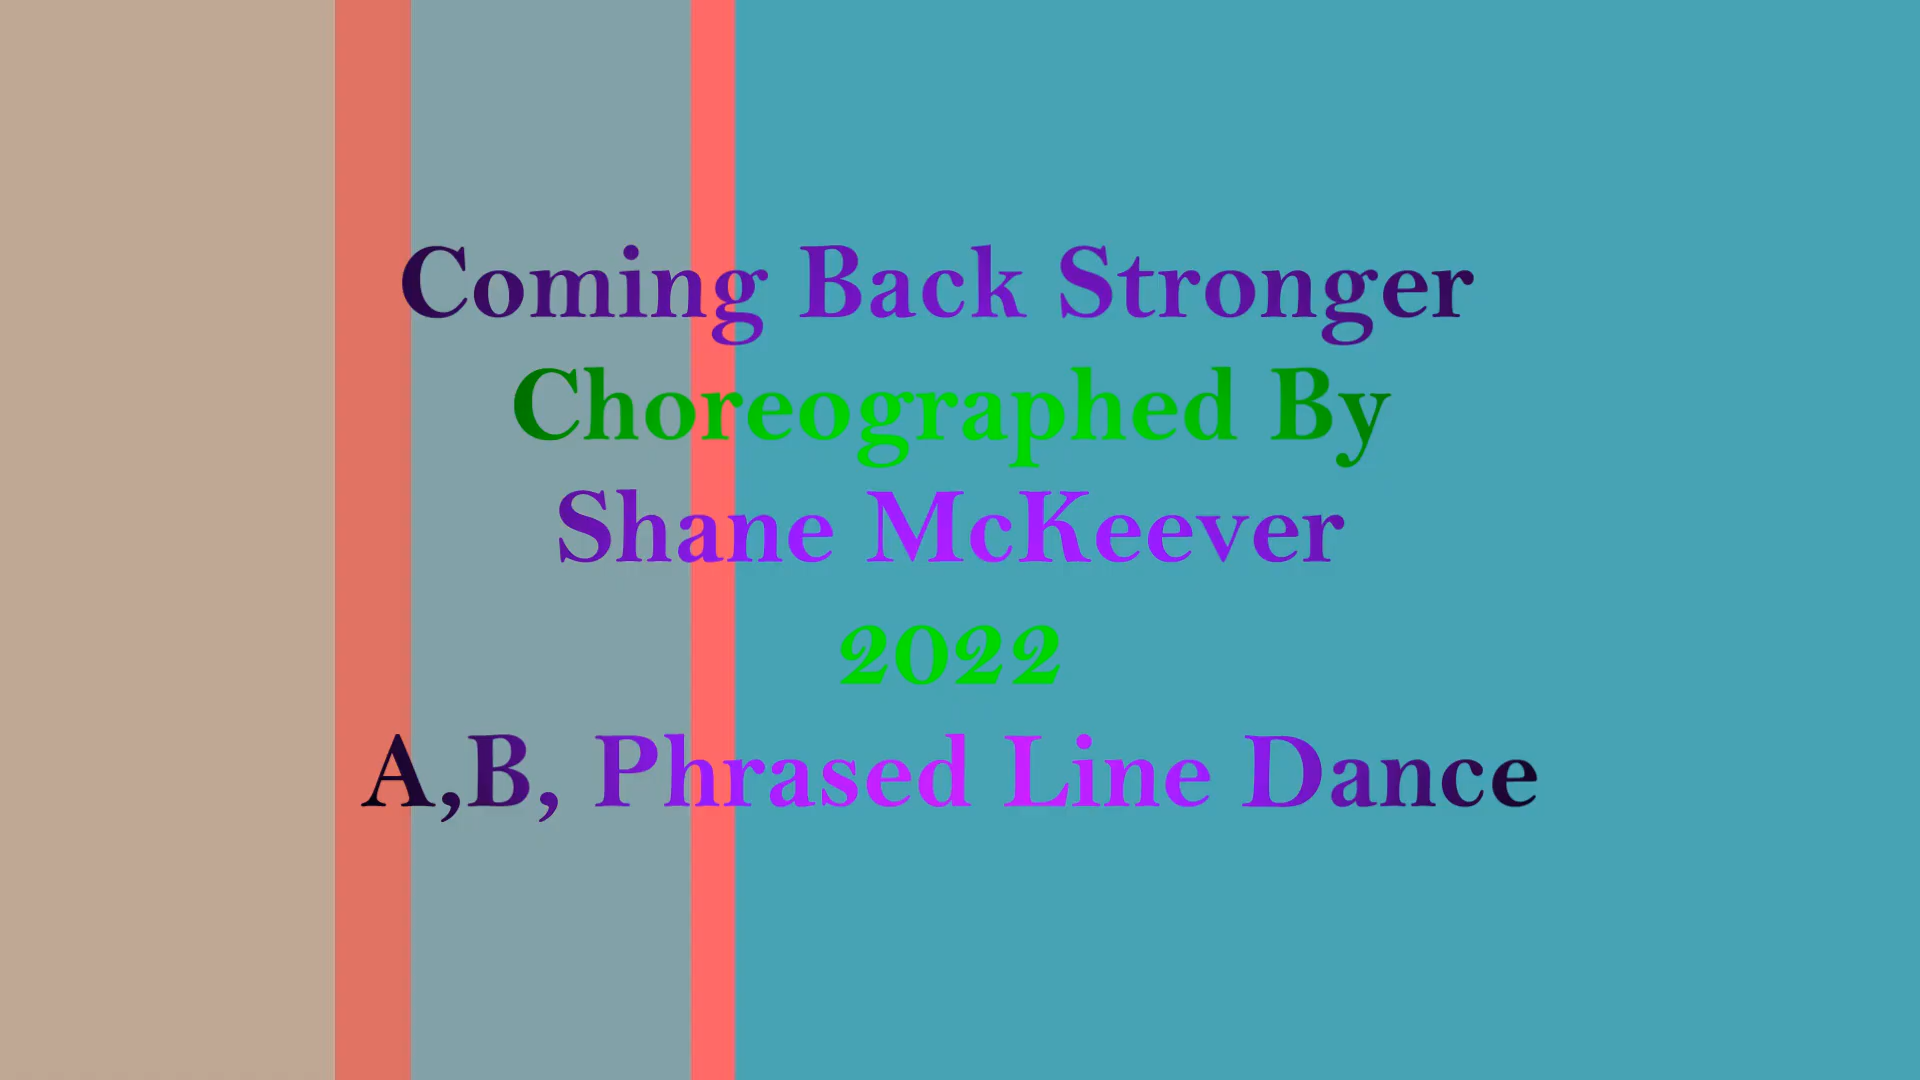 Coming Back Stronger
Choreographed By
Shane McKeever
2022
A,B, Phrased Line Dance